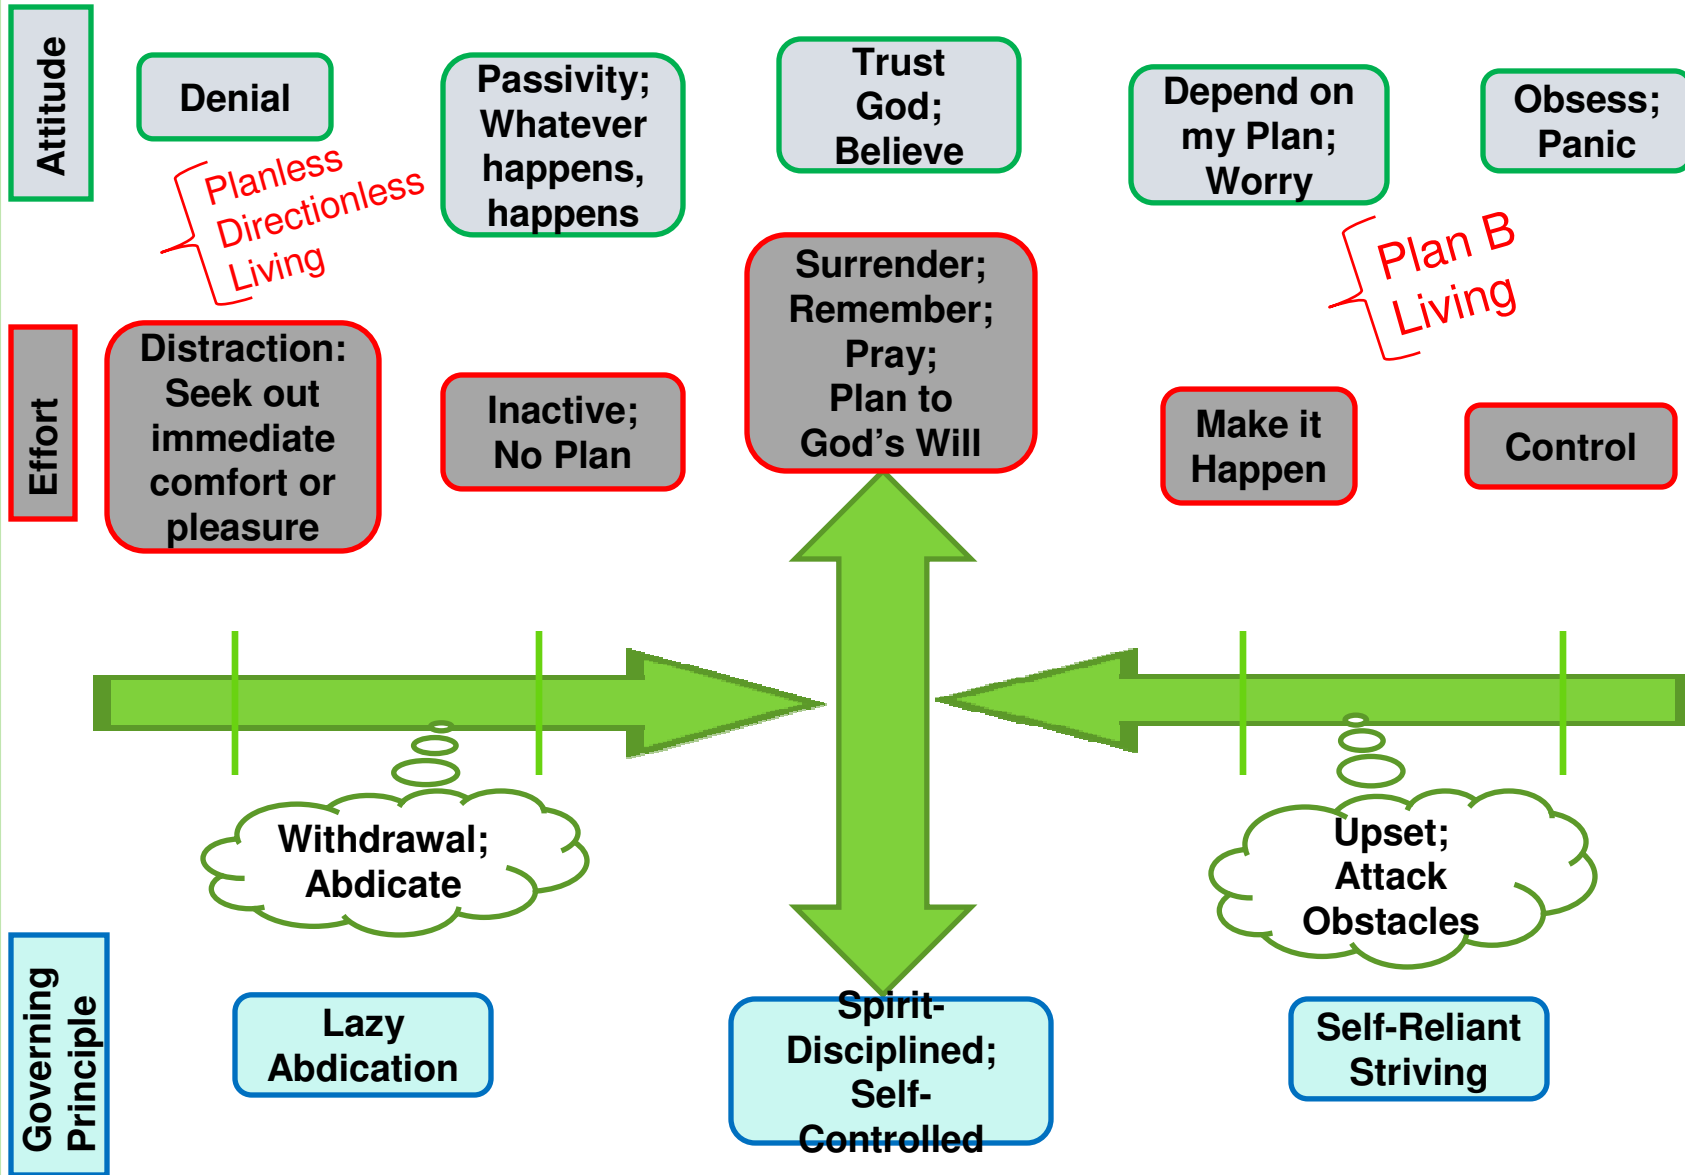 Attitude
Denial
Passivity;
Whatever
happens,
happens
Trust
God;
Believe
Depend on
my Plan;
Worry
Obsess;
Panic
Planless
Directionless
Living
Plan B
Living
Effort
Distraction:
Seek out
immediate
comfort or
pleasure
Inactive;
No Plan
Surrender;
Remember;
Pray;
Plan to
God’s Will
Make it
Happen
Control
Withdrawal;
Abdicate
Upset;
Attack
Obstacles
Governing
Principle
Lazy
Abdication
Spirit-
Disciplined;
Self-
Controlled
Self-Reliant
Striving